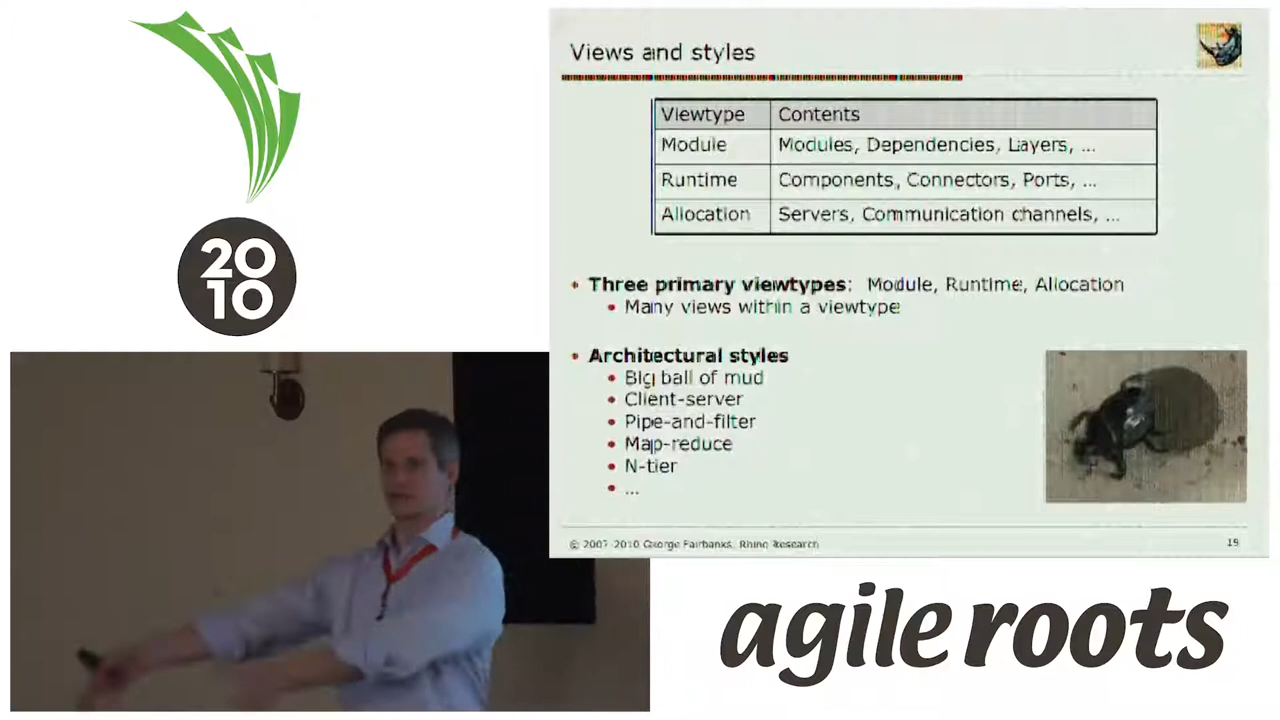 20
10
Views and styles
Viewtype Contents
Module Modules, Dependencies, Layers, ...
Runtime Components, Connectors, Ports, ...
Allocation Servers, Communication channels, ...
• Three primary viewtypes: Module, Runtime, Allocation
• Many views within a viewtype
• Architectural styles
• Big ball of mud
• Client-server
• Pipe-and-filter
• Map-reduce
• N-tier
• ...
© 2007-2010 George Fairbanks, Rhino Research
19
agile roots